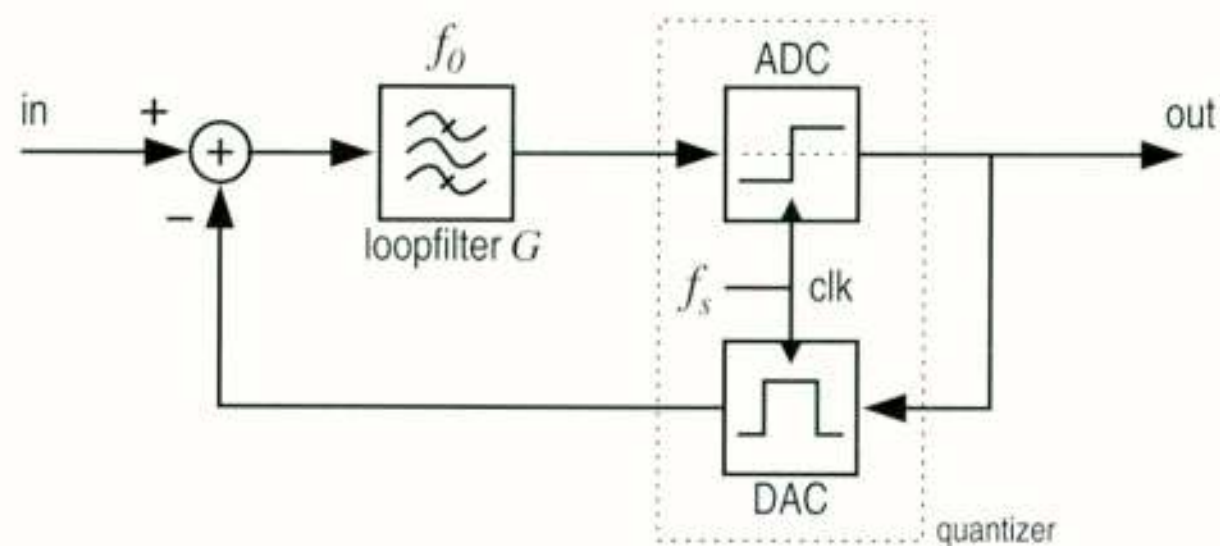 f₀
ADC
in
+
+
out
−
loopfilter G
fₛ
clk
DAC
quantizer